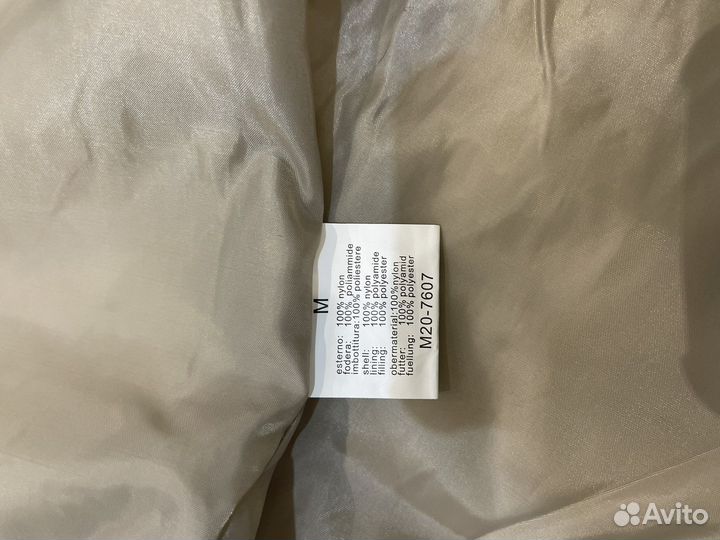 M
esterno: 100% nylon
fodera: 100% poliammide
imbottitura:100% poliestere
shell: 100% nylon
lining: 100% polyamide
filling: 100% polyester
obermaterial:100%nylon
futter: 100% polyamid
fuellung: 100% polyester
M20-7607
Avito